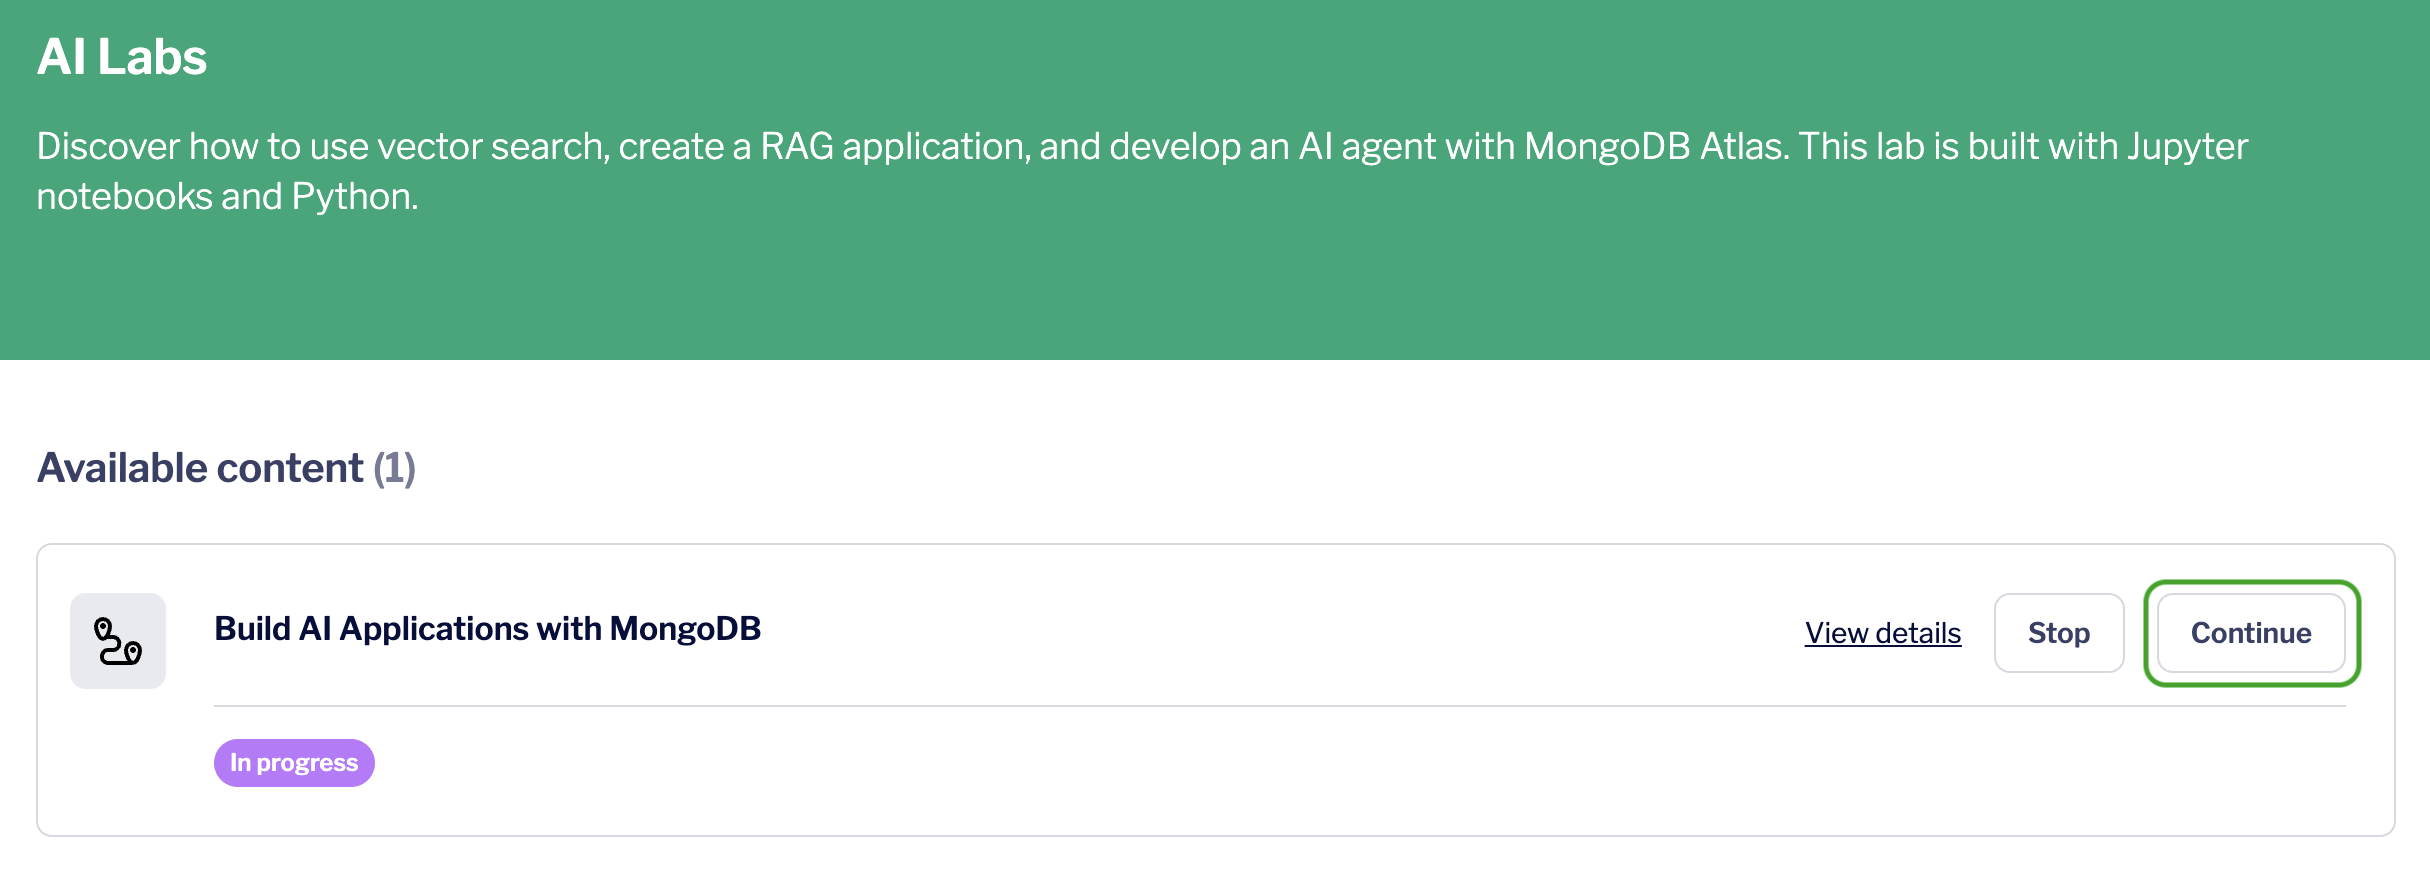 AI Labs
Discover how to use vector search, create a RAG application, and develop an AI agent with MongoDB Atlas. This lab is built with Jupyter
notebooks and Python.
Available content (1)
Build AI Applications with MongoDB
View details
Stop
Continue
In progress